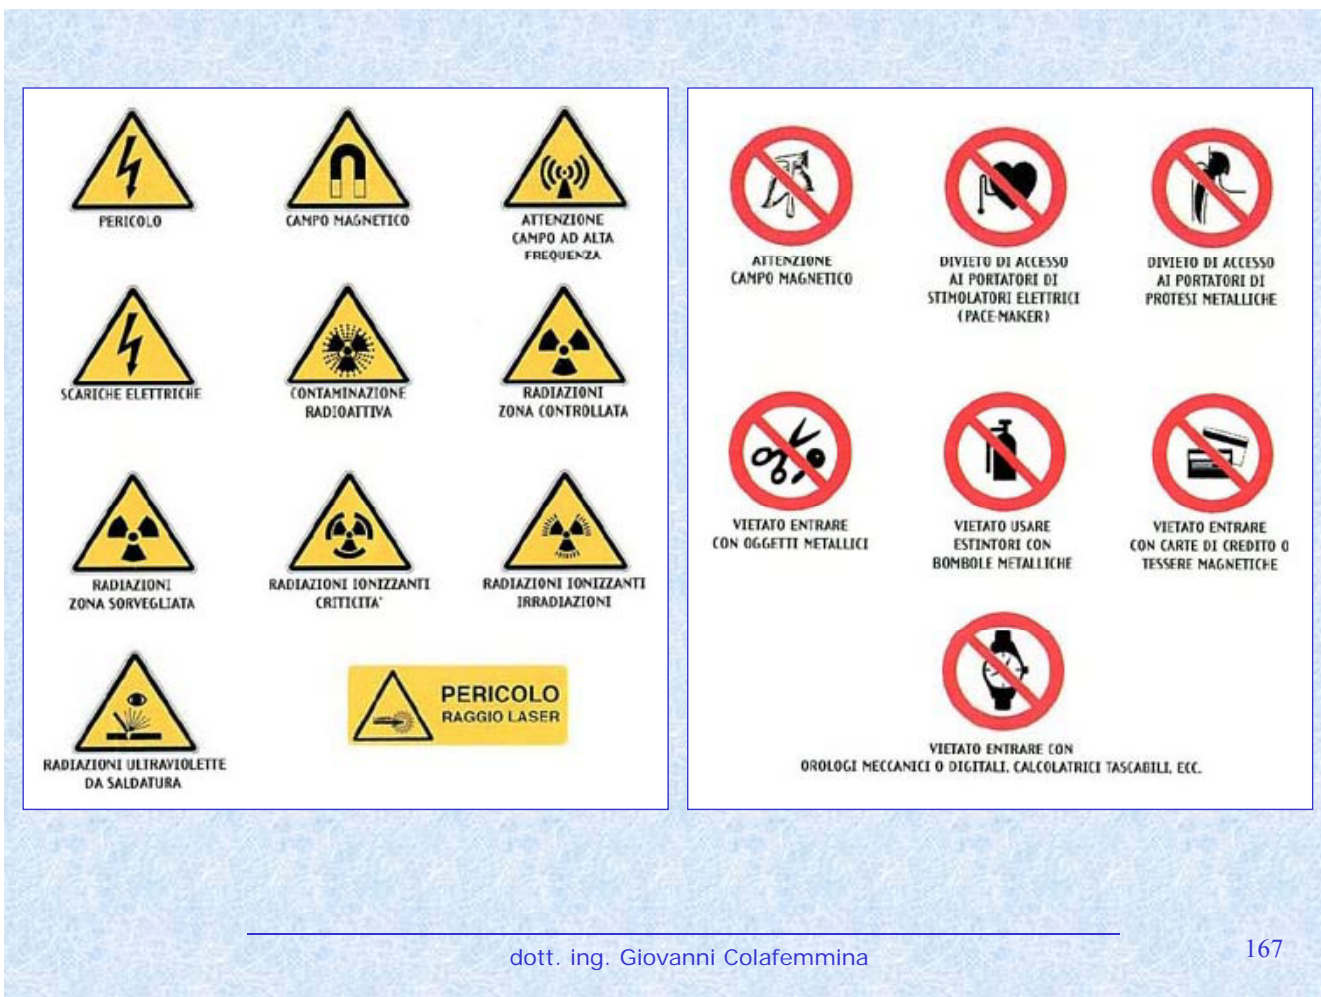 PERICOLO
CAMPO MAGNETICO
ATTENZIONE
CAMPO AD ALTA
FREQUENZA
SCARICHE ELETTRICHE
CONTAMINAZIONE
RADIOATTIVA
RADIAZIONI
ZONA CONTROLLATA
RADIAZIONI
ZONA SORVEGLIATA
RADIAZIONI IONIZZANTI
CRITICITA'
RADIAZIONI IONIZZANTI
IRRADIAZIONI
RADIAZIONI ULTRAVIOLETTE
DA SALDATURA
PERICOLO
RAGGIO LASER
ATTENZIONE
CAMPO MAGNETICO
DIVIETO DI ACCESSO
AI PORTATORI DI
STIMOLATORI ELETTRICI
(PACE-MAKER)
DIVIETO DI ACCESSO
AI PORTATORI DI
PROTESI METALLICHE
VIETATO ENTRARE
CON OGGETTI METALLICI
VIETATO USARE
ESTINTORI CON
BOMBOLE METALLICHE
VIETATO ENTRARE
CON CARTE DI CREDITO O
TESSERE MAGNETICHE
VIETATO ENTRARE CON
OROLOGI MECCANICI O DIGITALI, CALCOLATRICI TASCABILI, ECC.
dott. ing. Giovanni Colafemmina
167